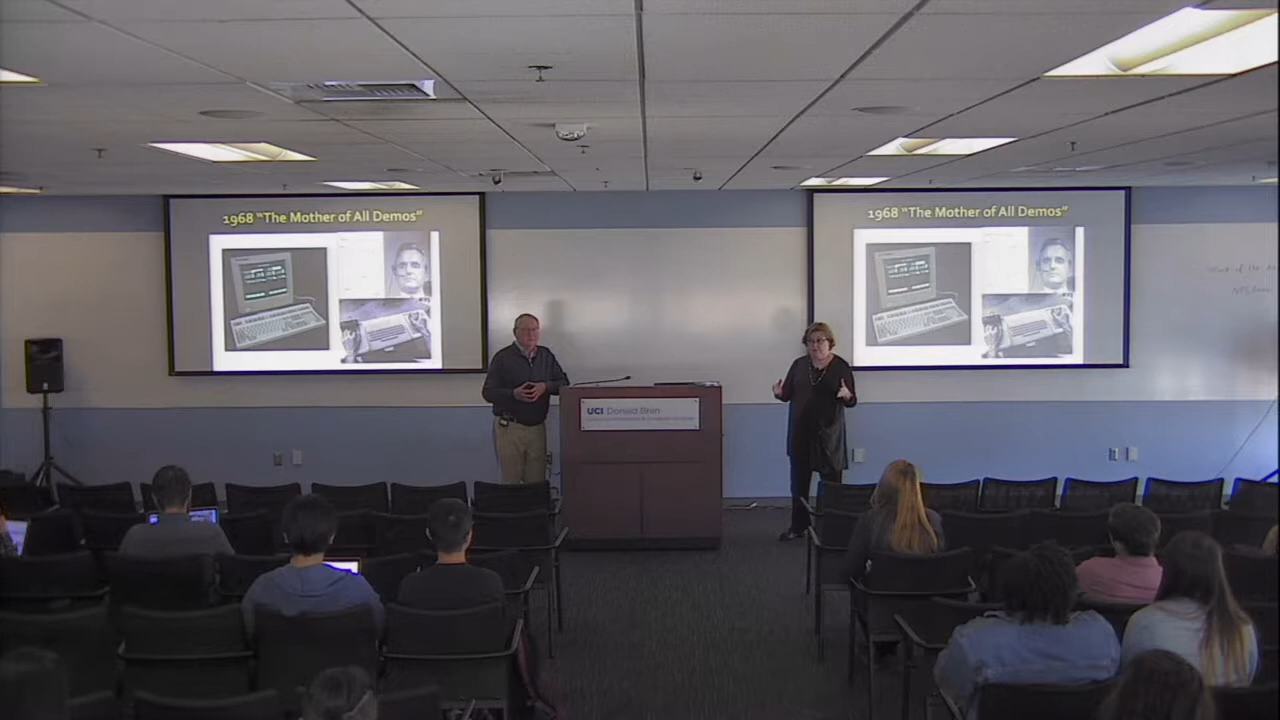 1968 “The Mother of All Demos”
1968 “The Mother of All Demos”
UCI Donald Bren